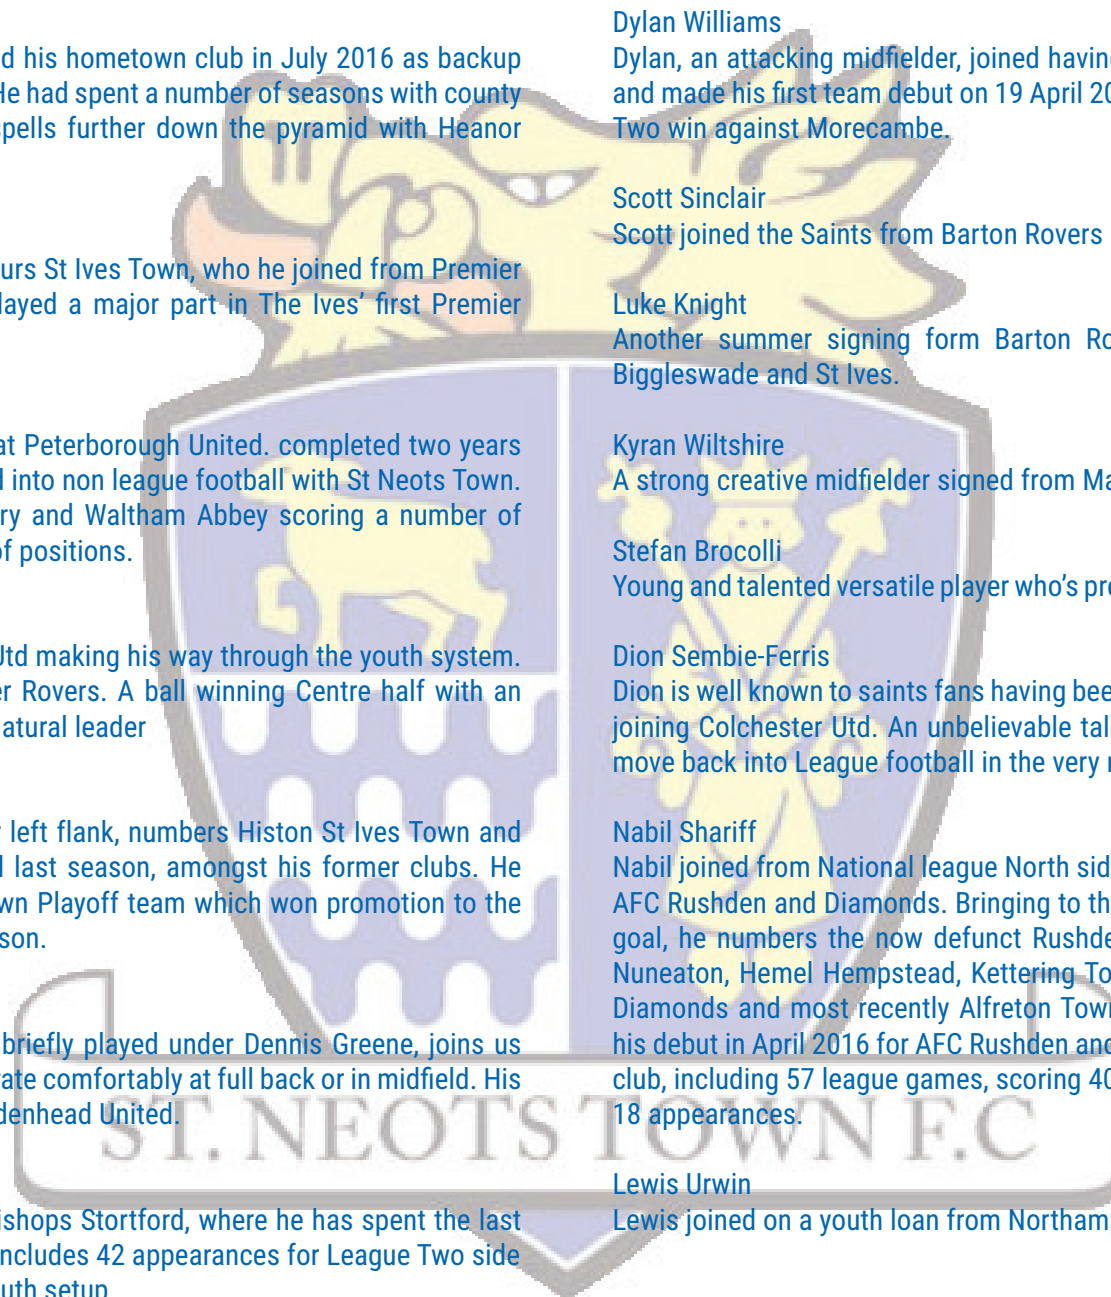 d his hometown club in July 2016 as backup
He had spent a number of seasons with county
spells further down the pyramid with Heanor
urs St Ives Town, who he joined from Premier
layed a major part in The Ives' first Premier
at Peterborough United. completed two years
d into non league football with St Neots Town.
ry and Waltham Abbey scoring a number of
of positions.
Utd making his way through the youth system.
er Rovers. A ball winning Centre half with an
natural leader
r left flank, numbers Histon St Ives Town and
d last season, amongst his former clubs. He
wn Playoff team which won promotion to the
son.
briefly played under Dennis Greene, joins us
rate comfortably at full back or in midfield. His
denhead United.
ishops Stortford, where he has spent the last
ncludes 42 appearances for League Two side
uth setup
Dylan Williams
Dylan, an attacking midfielder, joined having
and made his first team debut on 19 April 20
Two win against Morecambe.
Scott Sinclair
Scott joined the Saints from Barton Rovers
Luke Knight
Another summer signing form Barton Ro
Biggleswade and St Ives.
Kyran Wiltshire
A strong creative midfielder signed from Ma
Stefan Brocolli
Young and talented versatile player who's pro
Dion Sembie-Ferris
Dion is well known to saints fans having bee
joining Colchester Utd. An unbelievable tal
move back into League football in the very n
Nabil Shariff
Nabil joined from National league North sid
AFC Rushden and Diamonds. Bringing to th
goal, he numbers the now defunct Rushde
Nuneaton, Hemel Hempstead, Kettering To
Diamonds and most recently Alfreton Town
his debut in April 2016 for AFC Rushden and
club, including 57 league games, scoring 40
18 appearances.
Lewis Urwin
Lewis joined on a youth loan from Northam
ST. NEOTS TOWN F.C